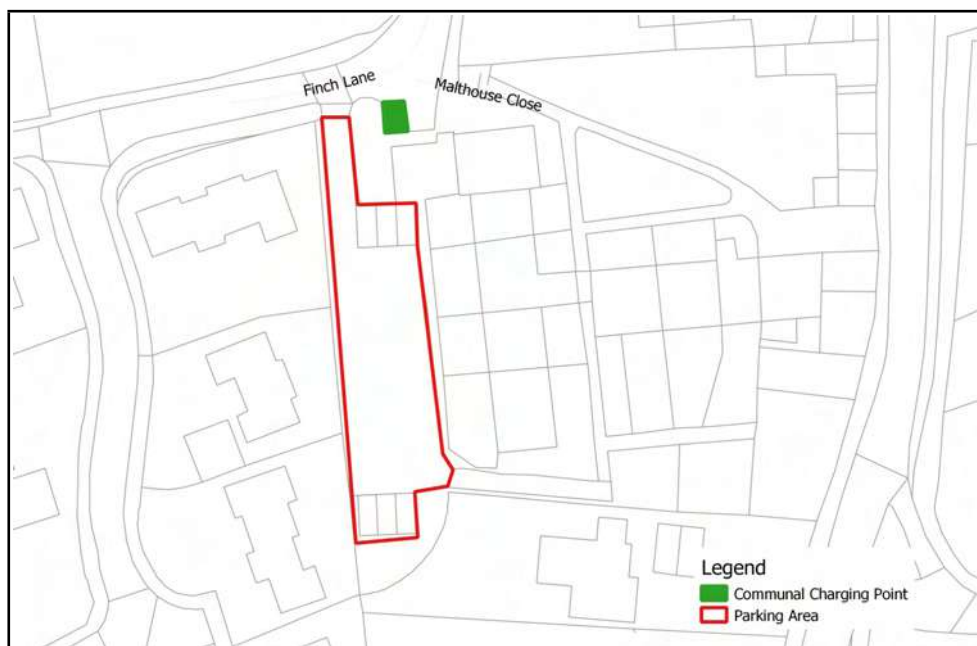 Finch Lane
Malthouse Close
Legend
Communal Charging Point
Parking Area